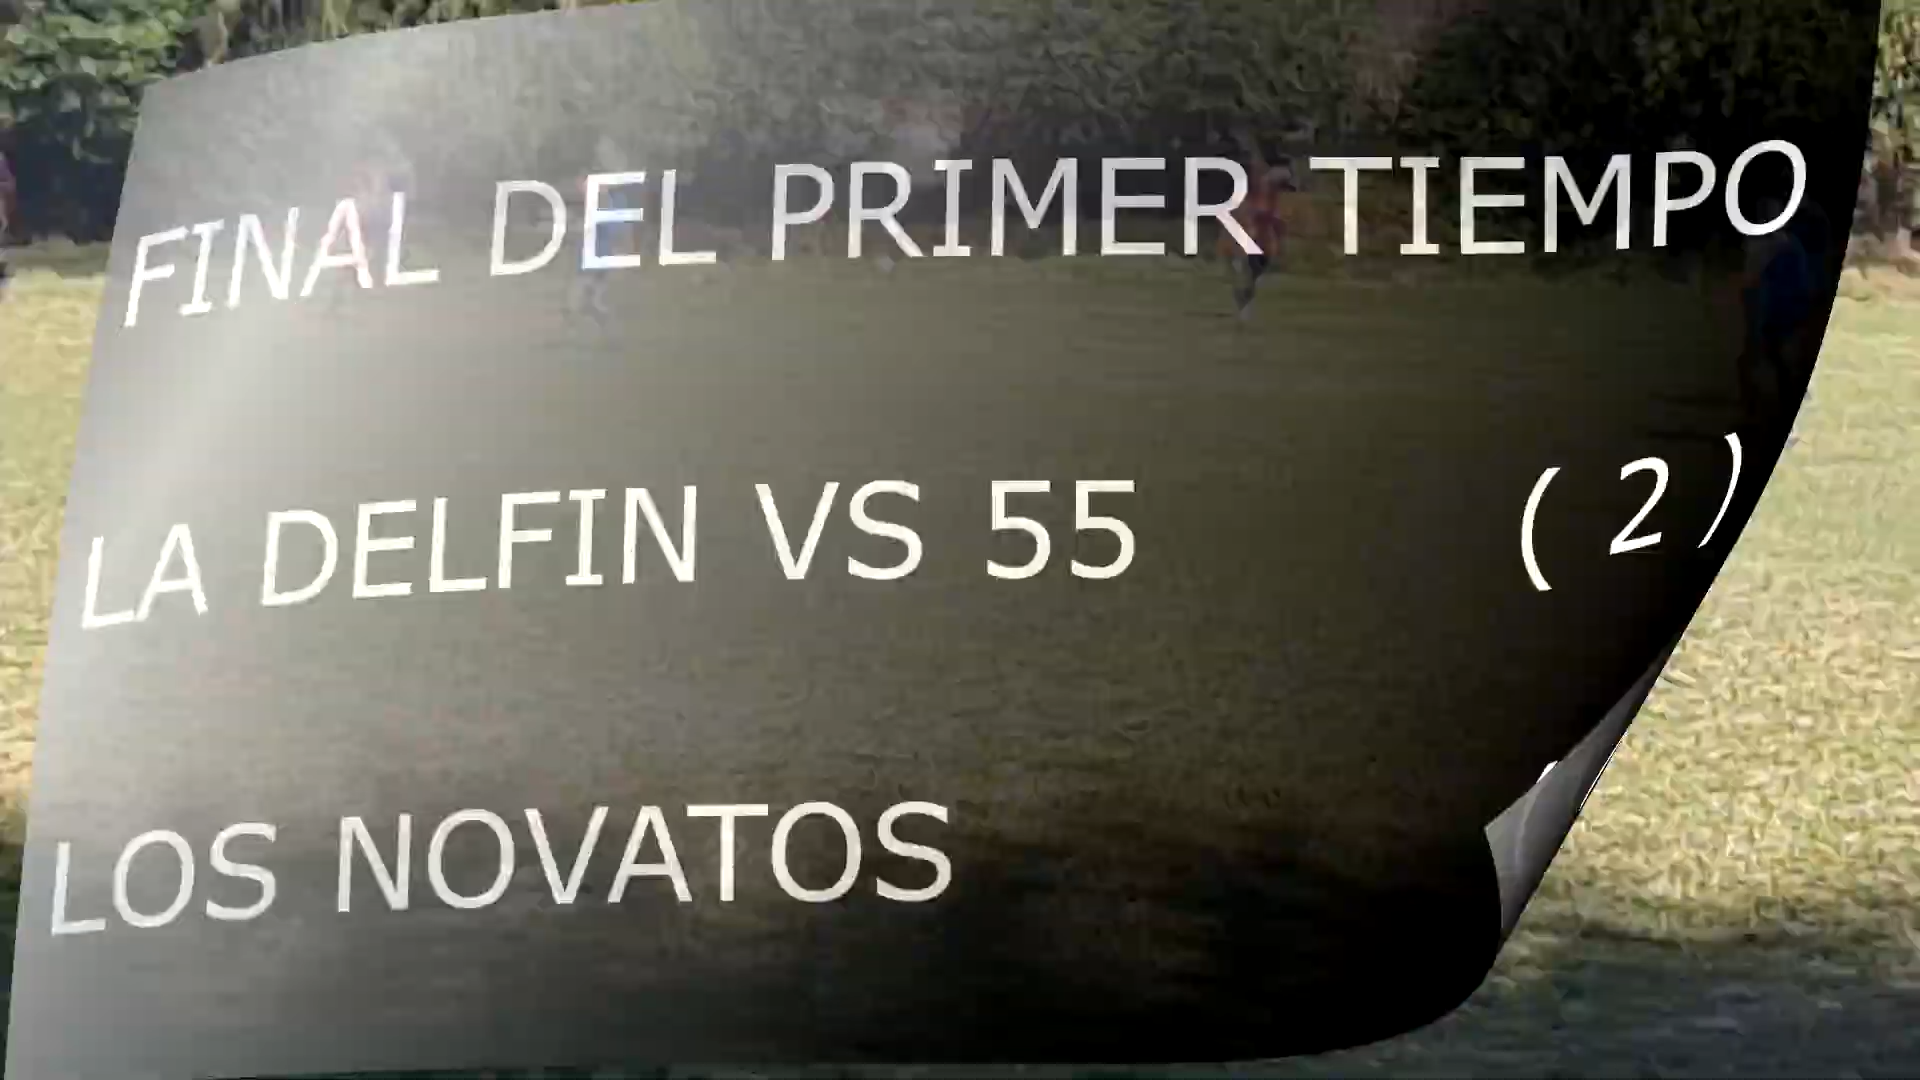 FINAL DEL PRIMER TIEMPO
LA DELFIN VS 55 ( 2 )
LOS NOVATOS